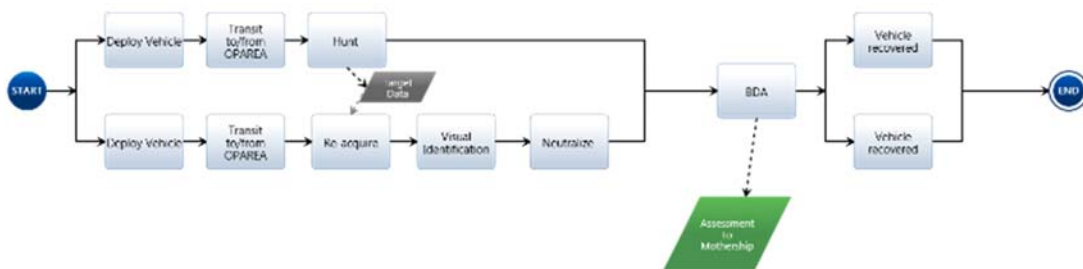 START
Deploy Vehicle
Transit
to/from
OPAREA
Hunt
Target
Data
Deploy Vehicle
Transit
to/from
OPAREA
Re-acquire
Visual
Identification
Neutralize
BDA
Assessment
to
Mothership
Vehicle
recovered
Vehicle
recovered
END